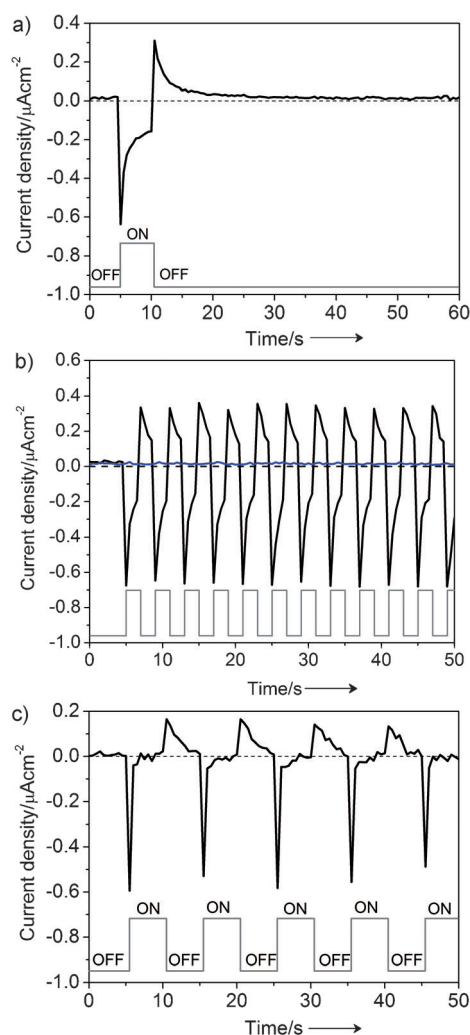 a)
Current density/µAcm⁻²
0.4
0.2
0.0
-0.2
-0.4
-0.6
-0.8
-1.0
ON
OFF OFF
0 10 20 30 40 50 60
Time/s
b)
Current density/µAcm⁻²
0.6
0.4
0.2
0.0
-0.2
-0.4
-0.6
-0.8
-1.0
0 10 20 30 40 50
Time/s
c)
Current density/µAcm⁻²
0.2
0.0
-0.2
-0.4
-0.6
-0.8
-1.0
ON ON ON ON ON
OFF OFF OFF OFF OFF
0 10 20 30 40 50
Time/s